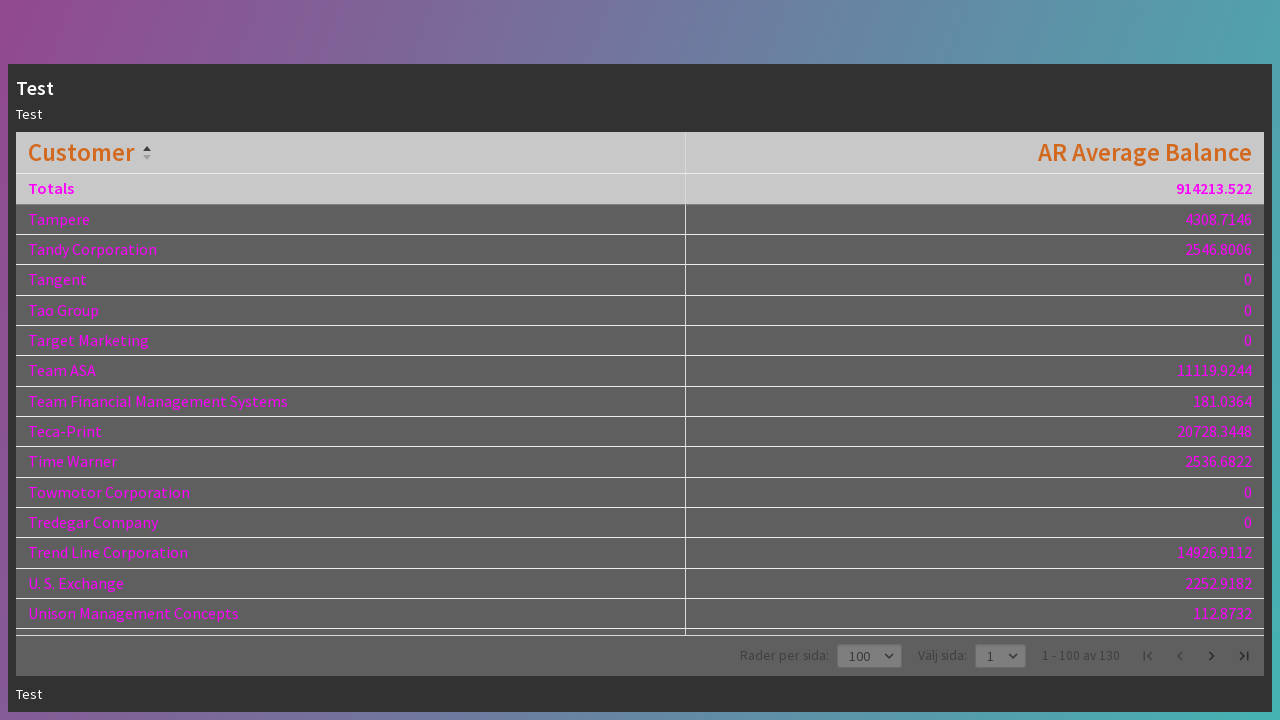 Test
Test
Customer AR Average Balance
Totals 914213.522
Tampere 4308.7146
Tandy Corporation 2546.8006
Tangent 0
Tao Group 0
Target Marketing 0
Team ASA 11119.9244
Team Financial Management Systems 181.0364
Teca-Print 20728.3448
Time Warner 2536.6822
Towmotor Corporation 0
Tredegar Company 0
Trend Line Corporation 14926.9112
U. S. Exchange 2252.9182
Unison Management Concepts 112.8732
Rader per sida: 100 Välj sida: 1 1 - 100 av 130
Test